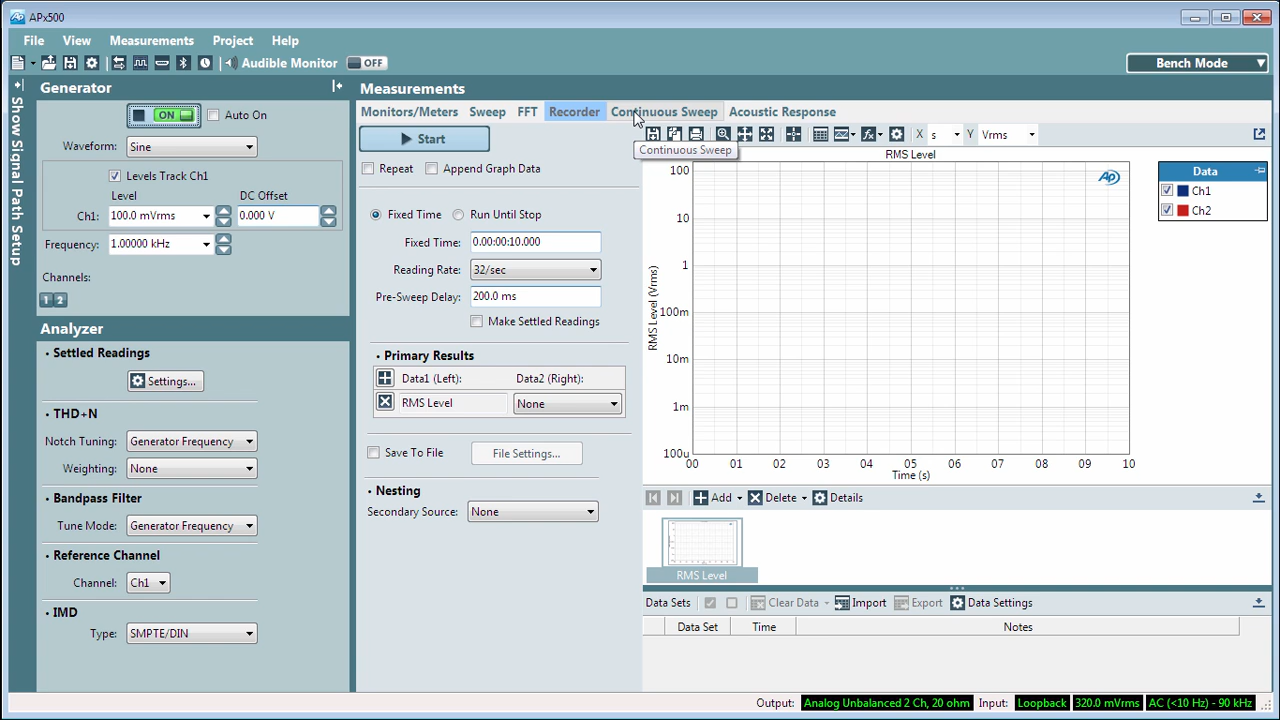 APx500
File View Measurements Project Help
Audible Monitor OFF
Bench Mode
Show Signal Path Setup
Generator
ON Auto On
Waveform: Sine
Levels Track Ch1
Level DC Offset
Ch1: 100.0 mVrms 0.000 V
Frequency: 1.00000 kHz
Channels:
1 2
Analyzer
• Settled Readings
Settings...
• THD+N
Notch Tuning: Generator Frequency
Weighting: None
• Bandpass Filter
Tune Mode: Generator Frequency
• Reference Channel
Channel: Ch1
• IMD
Type: SMPTE/DIN
Measurements
Monitors/Meters Sweep FFT Recorder Continuous Sweep Acoustic Response
Start
Repeat Append Graph Data
Fixed Time Run Until Stop
Fixed Time: 0.00:00:10.000
Reading Rate: 32/sec
Pre-Sweep Delay: 200.0 ms
Make Settled Readings
• Primary Results
Data1 (Left): Data2 (Right):
RMS Level None
Save To File File Settings...
• Nesting
Secondary Source: None
X s Y Vrms
Continuous Sweep
RMS Level
AP
RMS Level (Vrms)
100
10
1
100m
10m
1m
100u
00 01 02 03 04 05 06 07 08 09 10
Time (s)
Data
Ch1
Ch2
Add Delete Details
RMS Level
Data Sets Clear Data Import Export Data Settings
Data Set Time Notes
Output: Analog Unbalanced 2 Ch, 20 ohm Input: Loopback 320.0 mVrms AC (<10 Hz) - 90 kHz